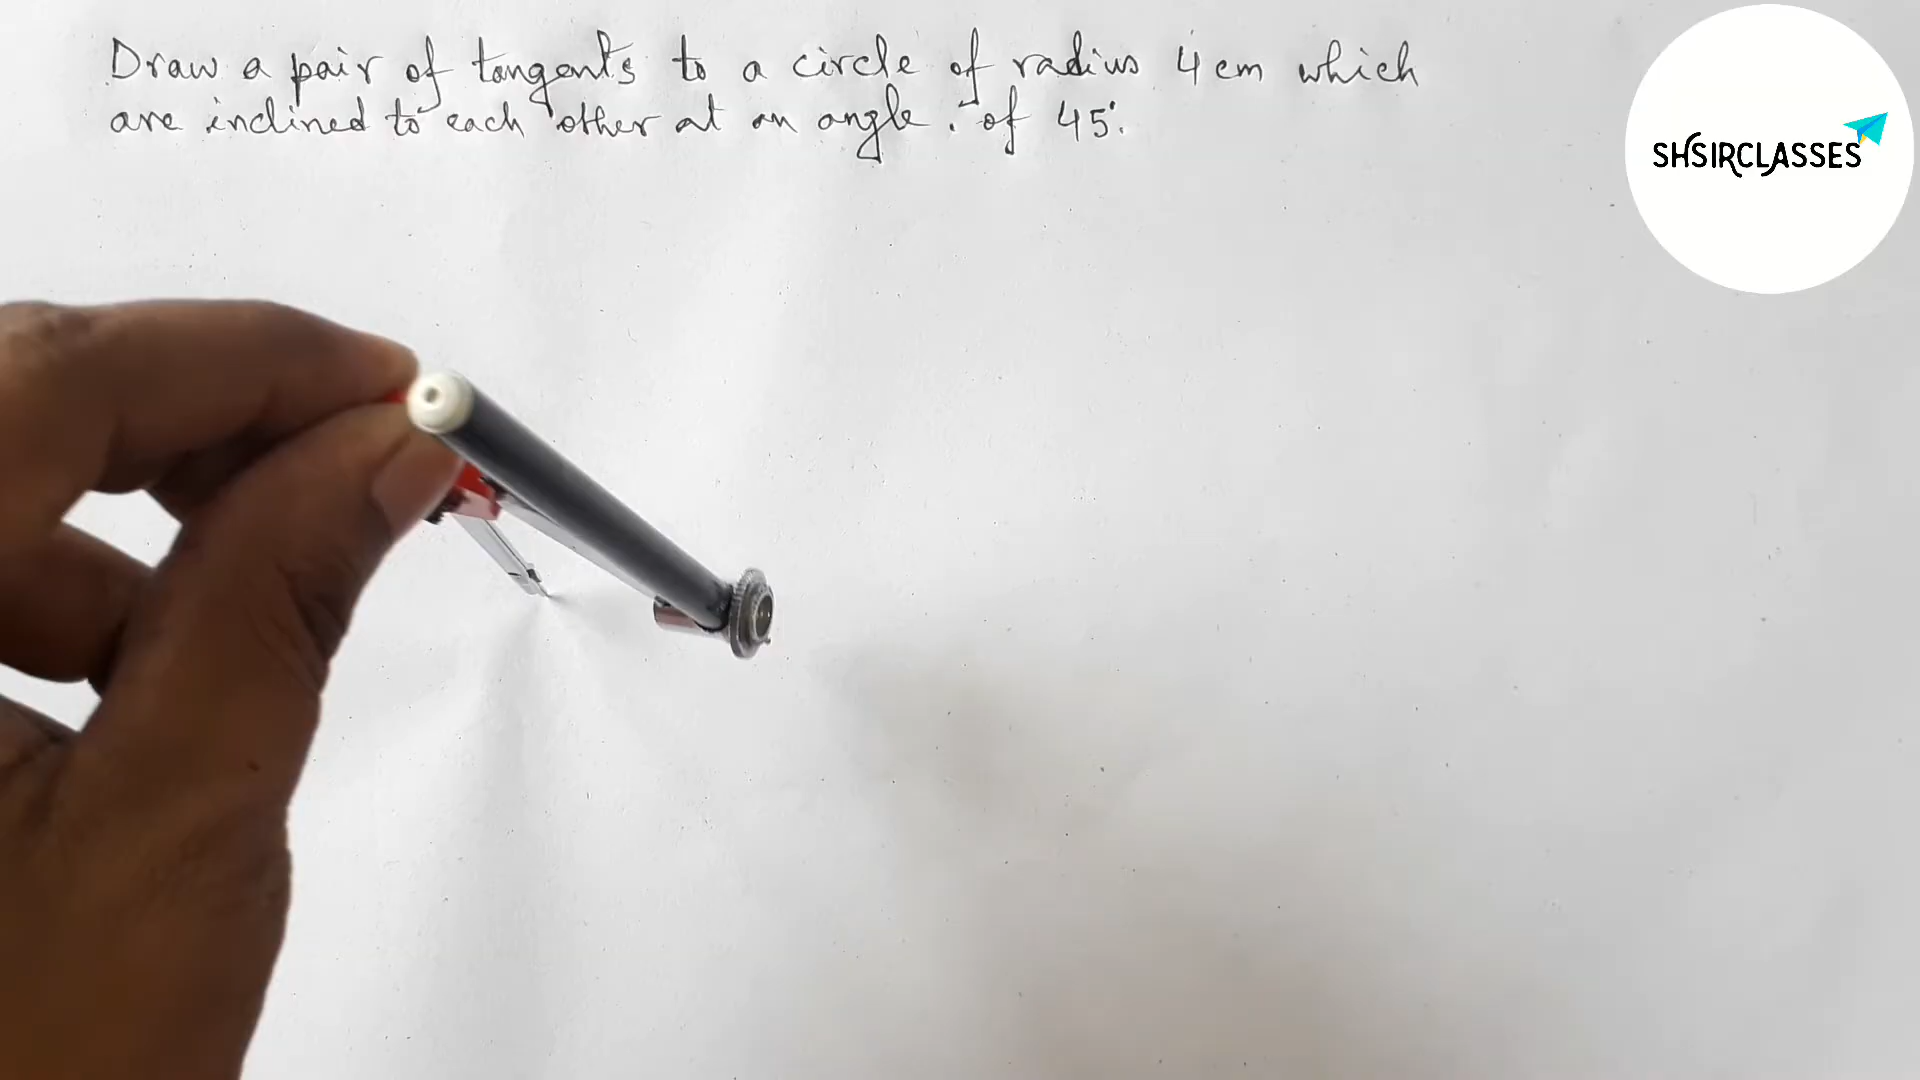 Draw a pair of tangents to a circle of radius 4 cm which
are inclined to each other at an angle of 45°.
SHSIRCLASSES